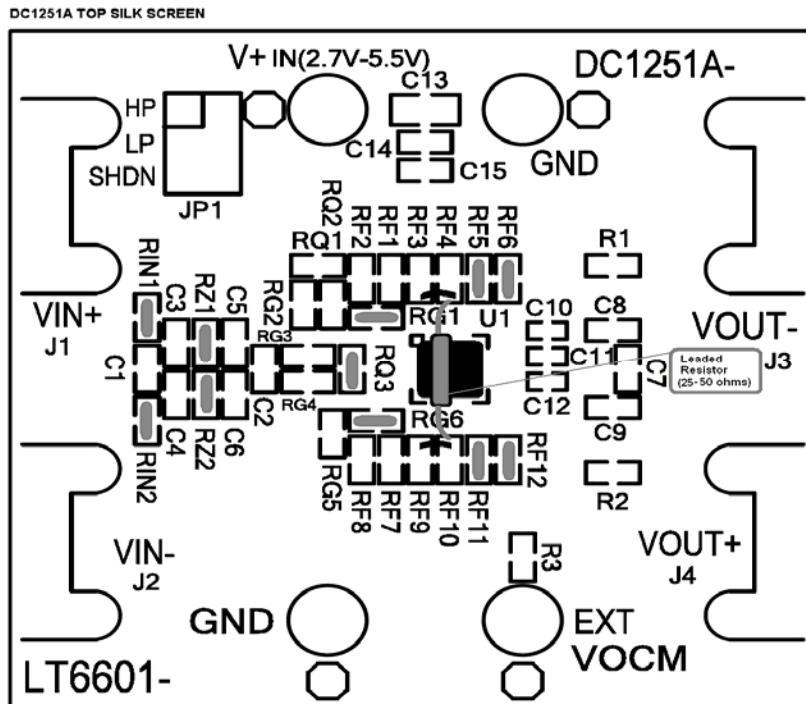 DC1251A TOP SILK SCREEN
V+ IN(2.7V-5.5V)
DC1251A-
C13
HP
LP
SHDN
JP1
C14
C15
GND
RQ2
RQ1
RF2
RF1
RF3
RF4
RF5
RF6
R1
RIN1
C3
RZ1
C5
RG2
RG1
U1
C10
C8
VIN+
J1
VOUT-
J3
RG3
C11
Leaded
Resistor
(25-50 ohms)
C1
RQ3
C7
RG4
C2
C12
RG6
C9
RIN2
C4
RZ2
C6
RG5
RF8
RF7
RF9
RF10
RF11
RF12
R2
VIN-
J2
R3
VOUT+
J4
GND
EXT
VOCM
LT6601-